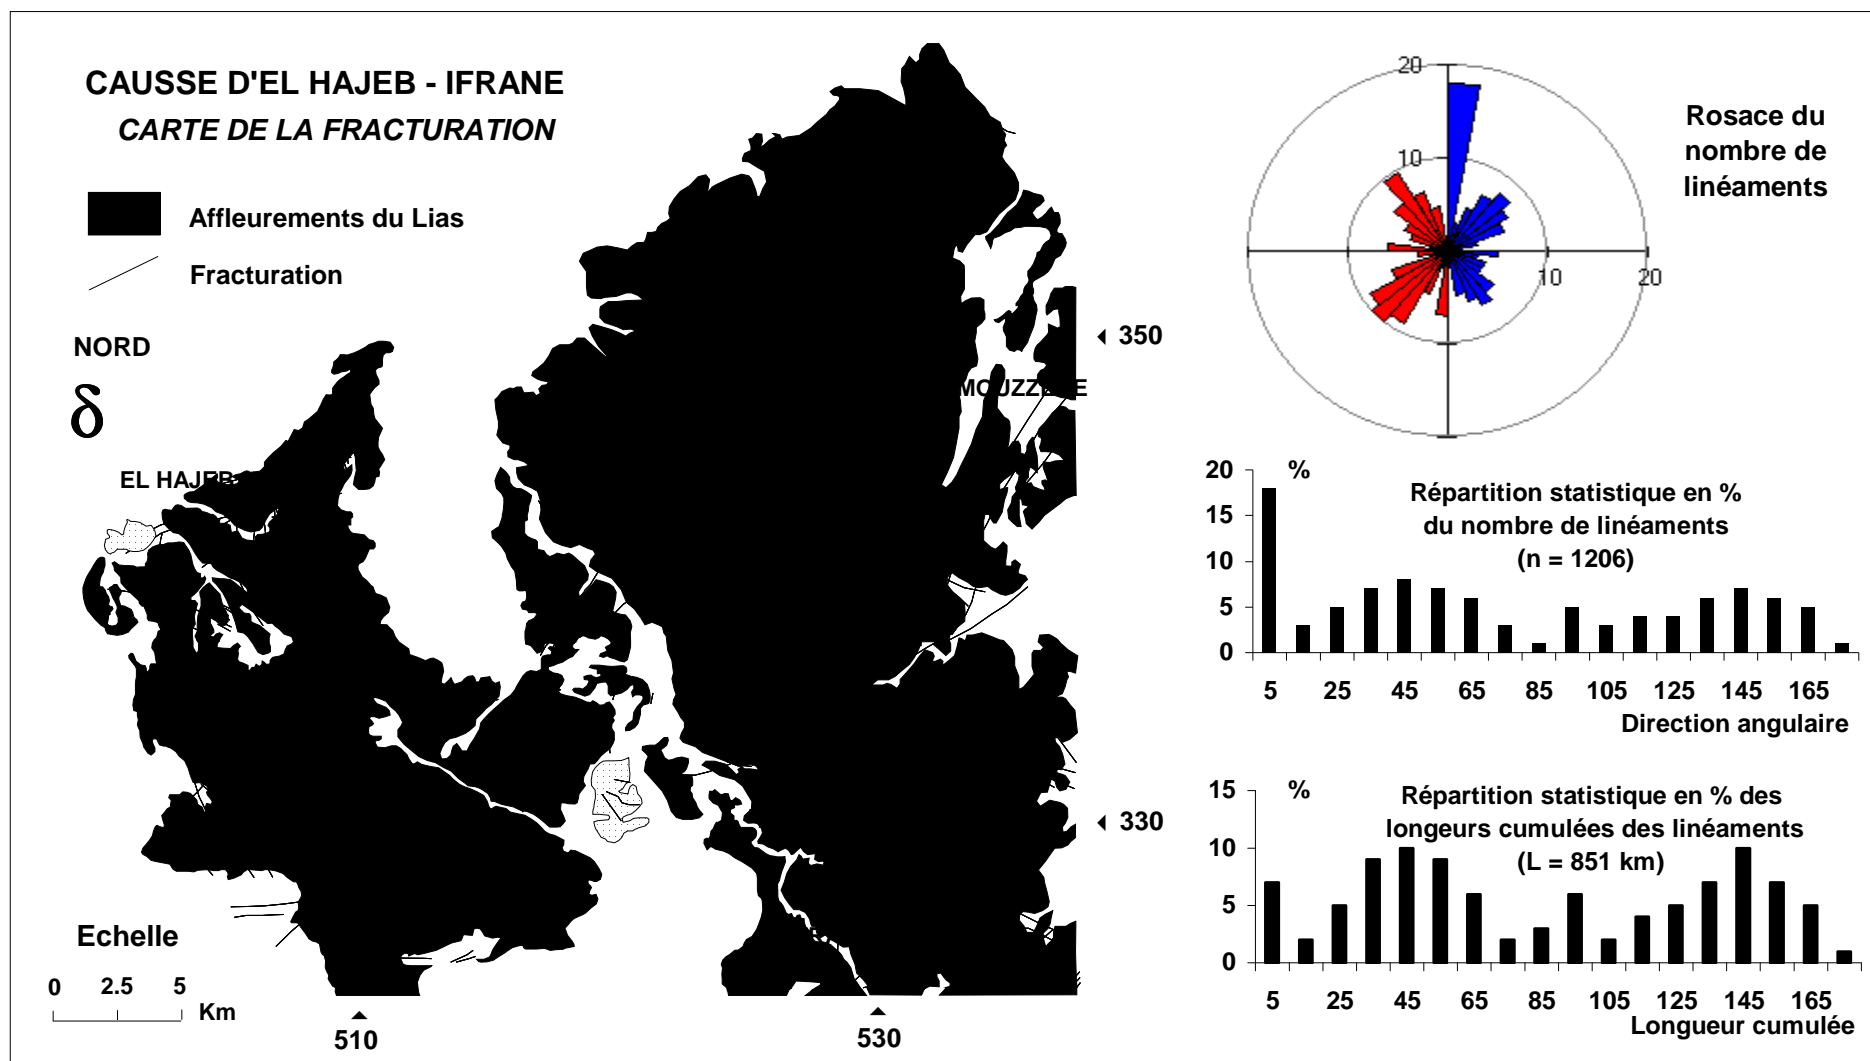 CAUSSE D'EL HAJEB - IFRANE
CARTE DE LA FRACTURATION
Affleurements du Lias
Fracturation
NORD
δ
EL HAJEB
MOUZZ
E
350
330
510
530
Echelle
0 2.5 5
Km
20
10
10 20
Rosace du
nombre de
linéaments
%
Répartition statistique en %
du nombre de linéaments
(n = 1206)
20
15
10
5
0
5 25 45 65 85 105 125 145 165
Direction angulaire
%
Répartition statistique en % des
longeurs cumulées des linéaments
(L = 851 km)
15
10
5
0
5 25 45 65 85 105 125 145 165
Longueur cumulée